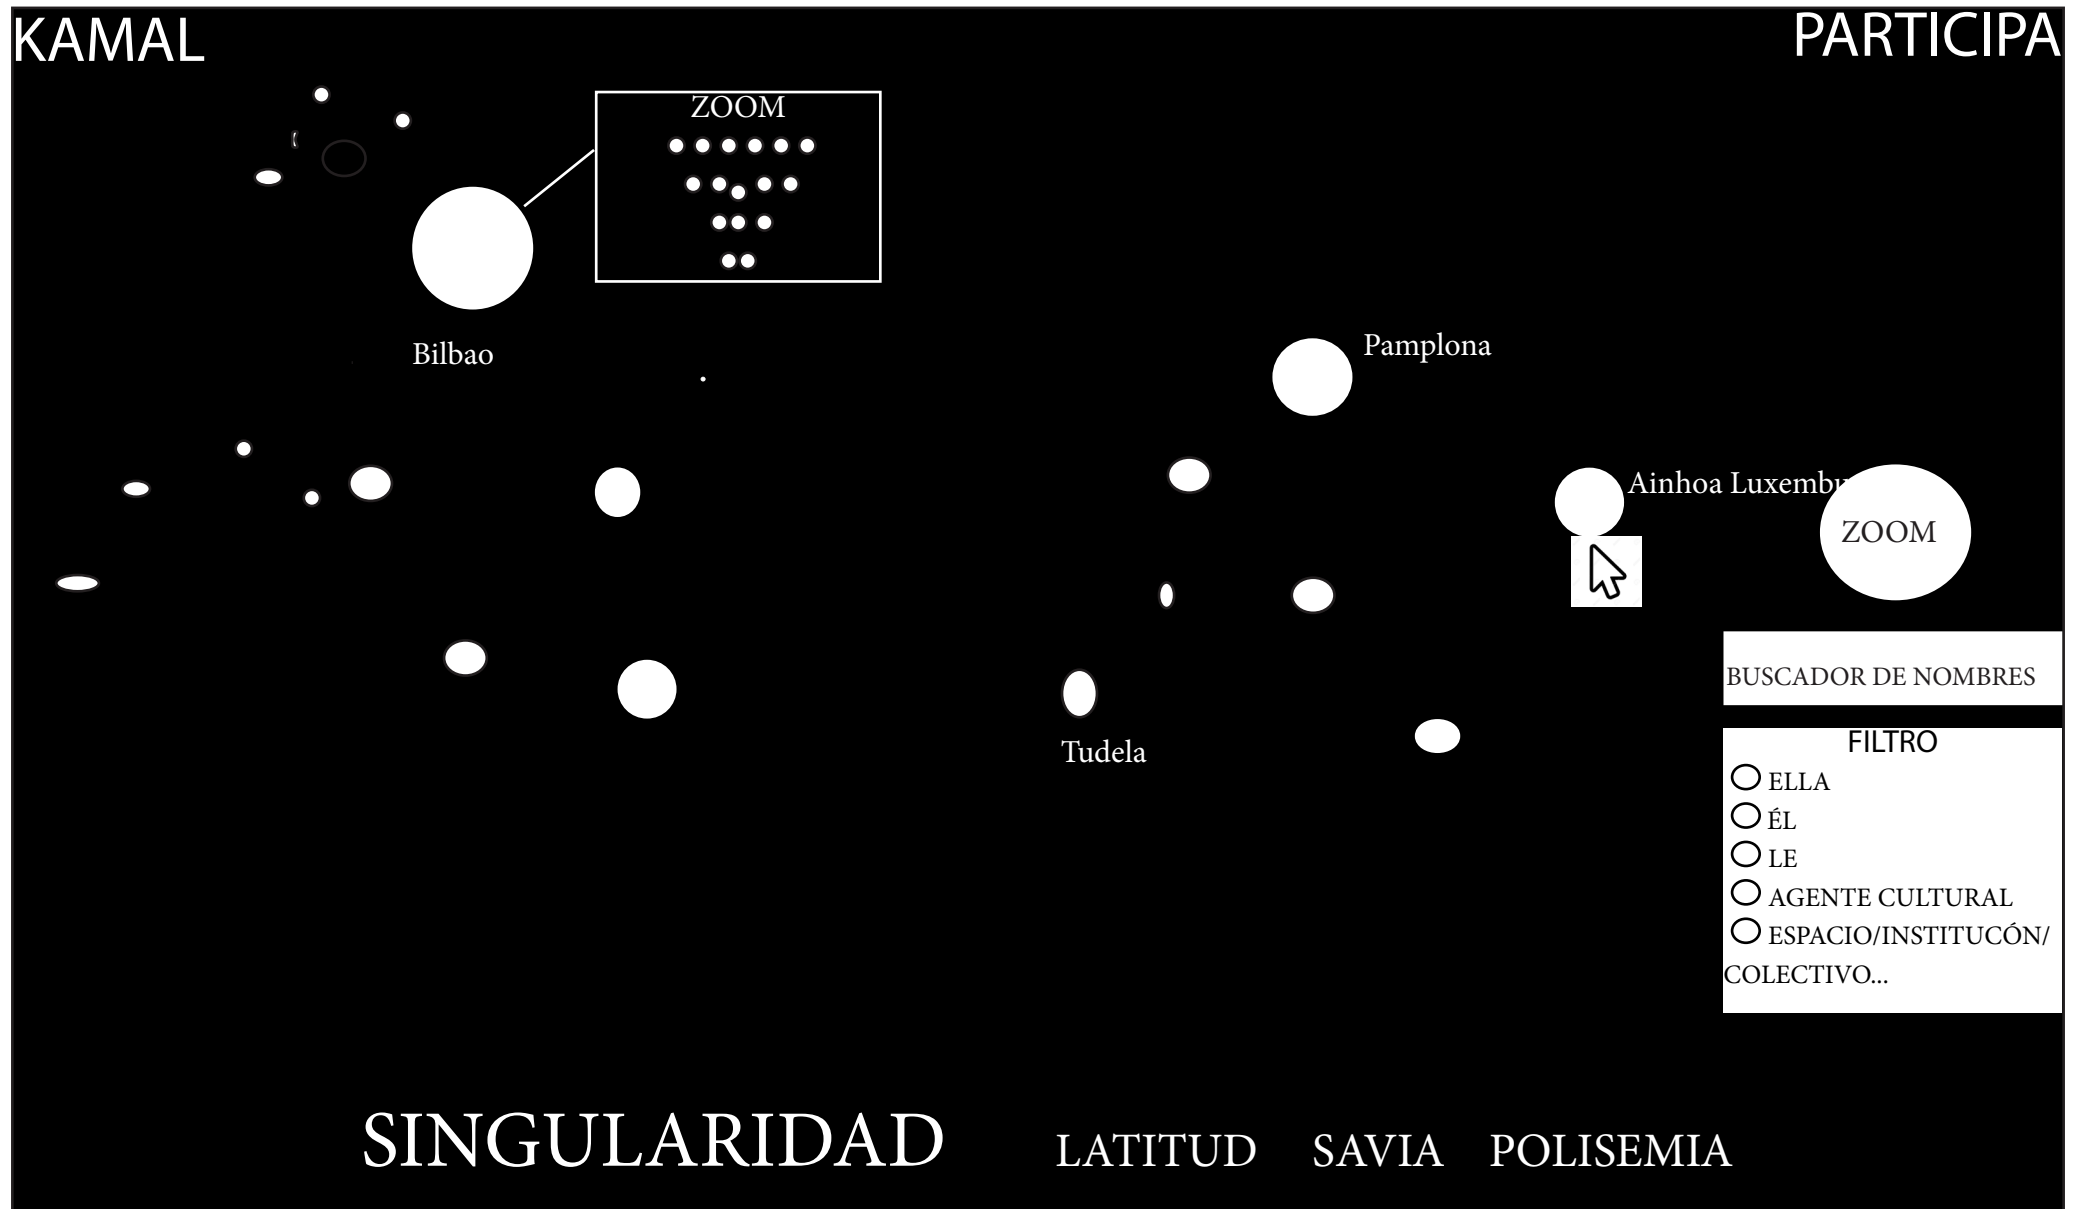 KAMAL
PARTICIPA
ZOOM
Bilbao
Pamplona
Ainhoa Luxembu
ZOOM
BUSCADOR DE NOMBRES
Tudela
FILTRO
ELLA
ÉL
LE
AGENTE CULTURAL
ESPACIO/INSTITUCÓN/
COLECTIVO...
SINGULARIDAD
LATITUD SAVIA POLISEMIA